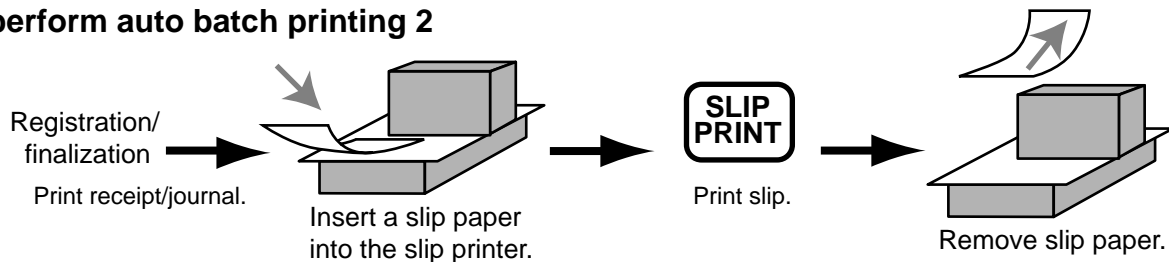 perform auto batch printing 2
Registration/
finalization
Print receipt/journal.
Insert a slip paper
into the slip printer.
SLIP
PRINT
Print slip.
Remove slip paper.